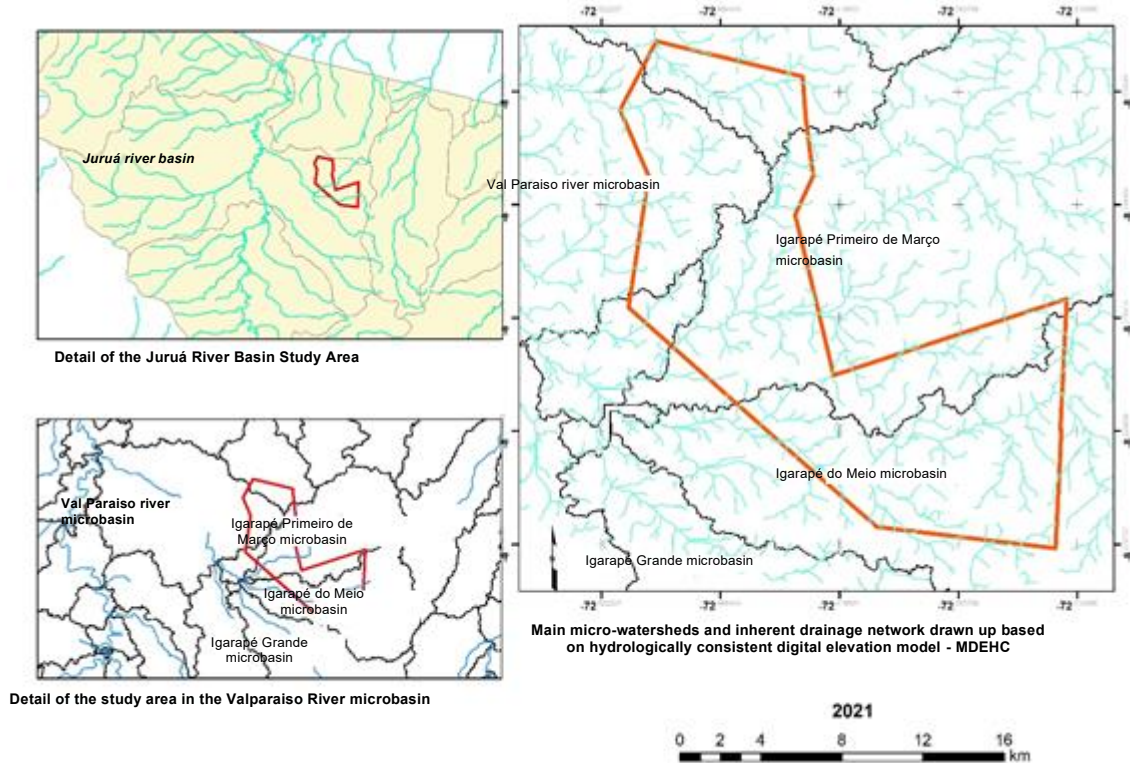 Juruá river basin
Detail of the Juruá River Basin Study Area
Val Paraiso river
microbasin
Igarapé Primeiro de
Março microbasin
Igarapé do Meio
microbasin
Igarapé Grande
microbasin
Detail of the study area in the Valparaiso River microbasin
-72
-72
-72
-72
-72
Val Paraiso river microbasin
Igarapé Primeiro de Março
microbasin
Igarapé do Meio microbasin
Igarapé Grande microbasin
-72
-72
-72
-72
-72
Main micro-watersheds and inherent drainage network drawn up based
on hydrologically consistent digital elevation model - MDEHC
2021
0 2 4 8 12 16
km